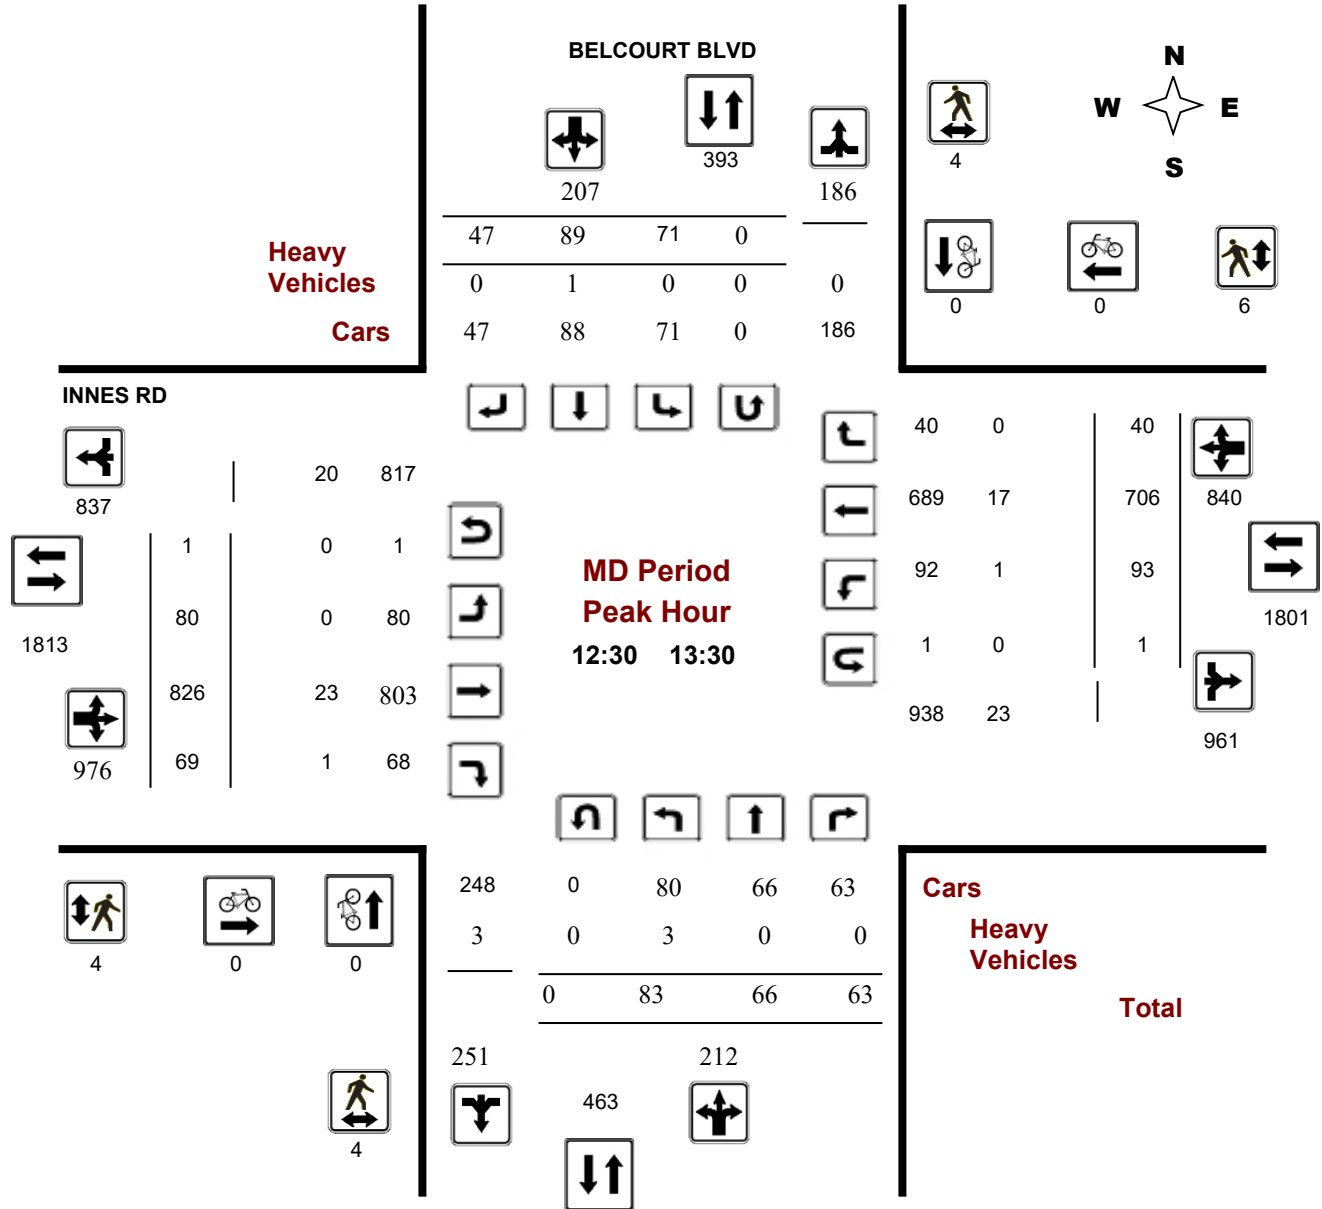 BELCOURT BLVD
N
W E
S
393
4
207
186
47 89 71 0
Heavy
Vehicles
0 1 0 0 0
0 0 6
Cars
47 88 71 0 186
INNES RD
40 0 40
20 817
837
689 17 706 840
1 0 1
MD Period
Peak Hour
12:30 13:30
92 1 93
80 0 80
1801
1813
1 0 1
826 23 803
938 23
961
976
69 1 68
248 0 80 66 63
Cars
3 0 3 0 0
Heavy
Vehicles
4 0 0
0 83 66 63
Total
251 212
463
4